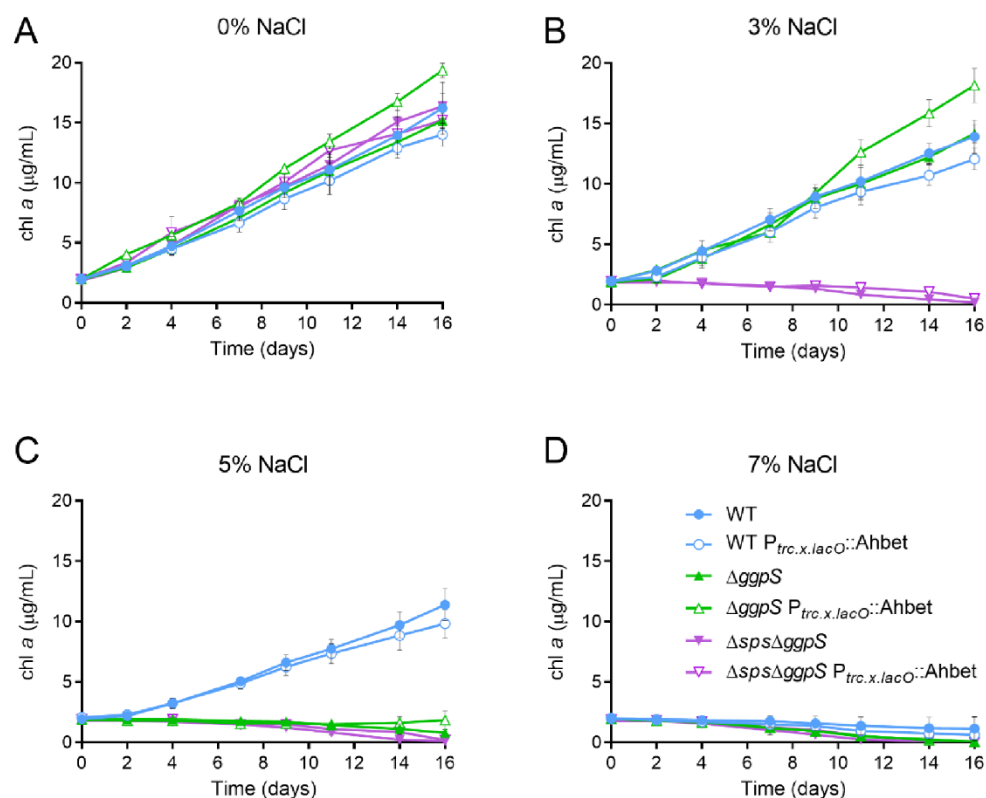 A
0% NaCl
chl a (µg/mL)
20
15
10
5
0
0 2 4 6 8 10 12 14 16
Time (days)
B
3% NaCl
chl a (µg/mL)
20
15
10
5
0
0 2 4 6 8 10 12 14 16
Time (days)
C
5% NaCl
chl a (µg/mL)
20
15
10
5
0
0 2 4 6 8 10 12 14 16
Time (days)
D
7% NaCl
chl a (µg/mL)
20
15
10
5
0
WT
WT Ptrc.x.lacO::Ahbet
ΔggpS
ΔggpS Ptrc.x.lacO::Ahbet
ΔspsΔggpS
ΔspsΔggpS Ptrc.x.lacO::Ahbet
0 2 4 6 8 10 12 14 16
Time (days)